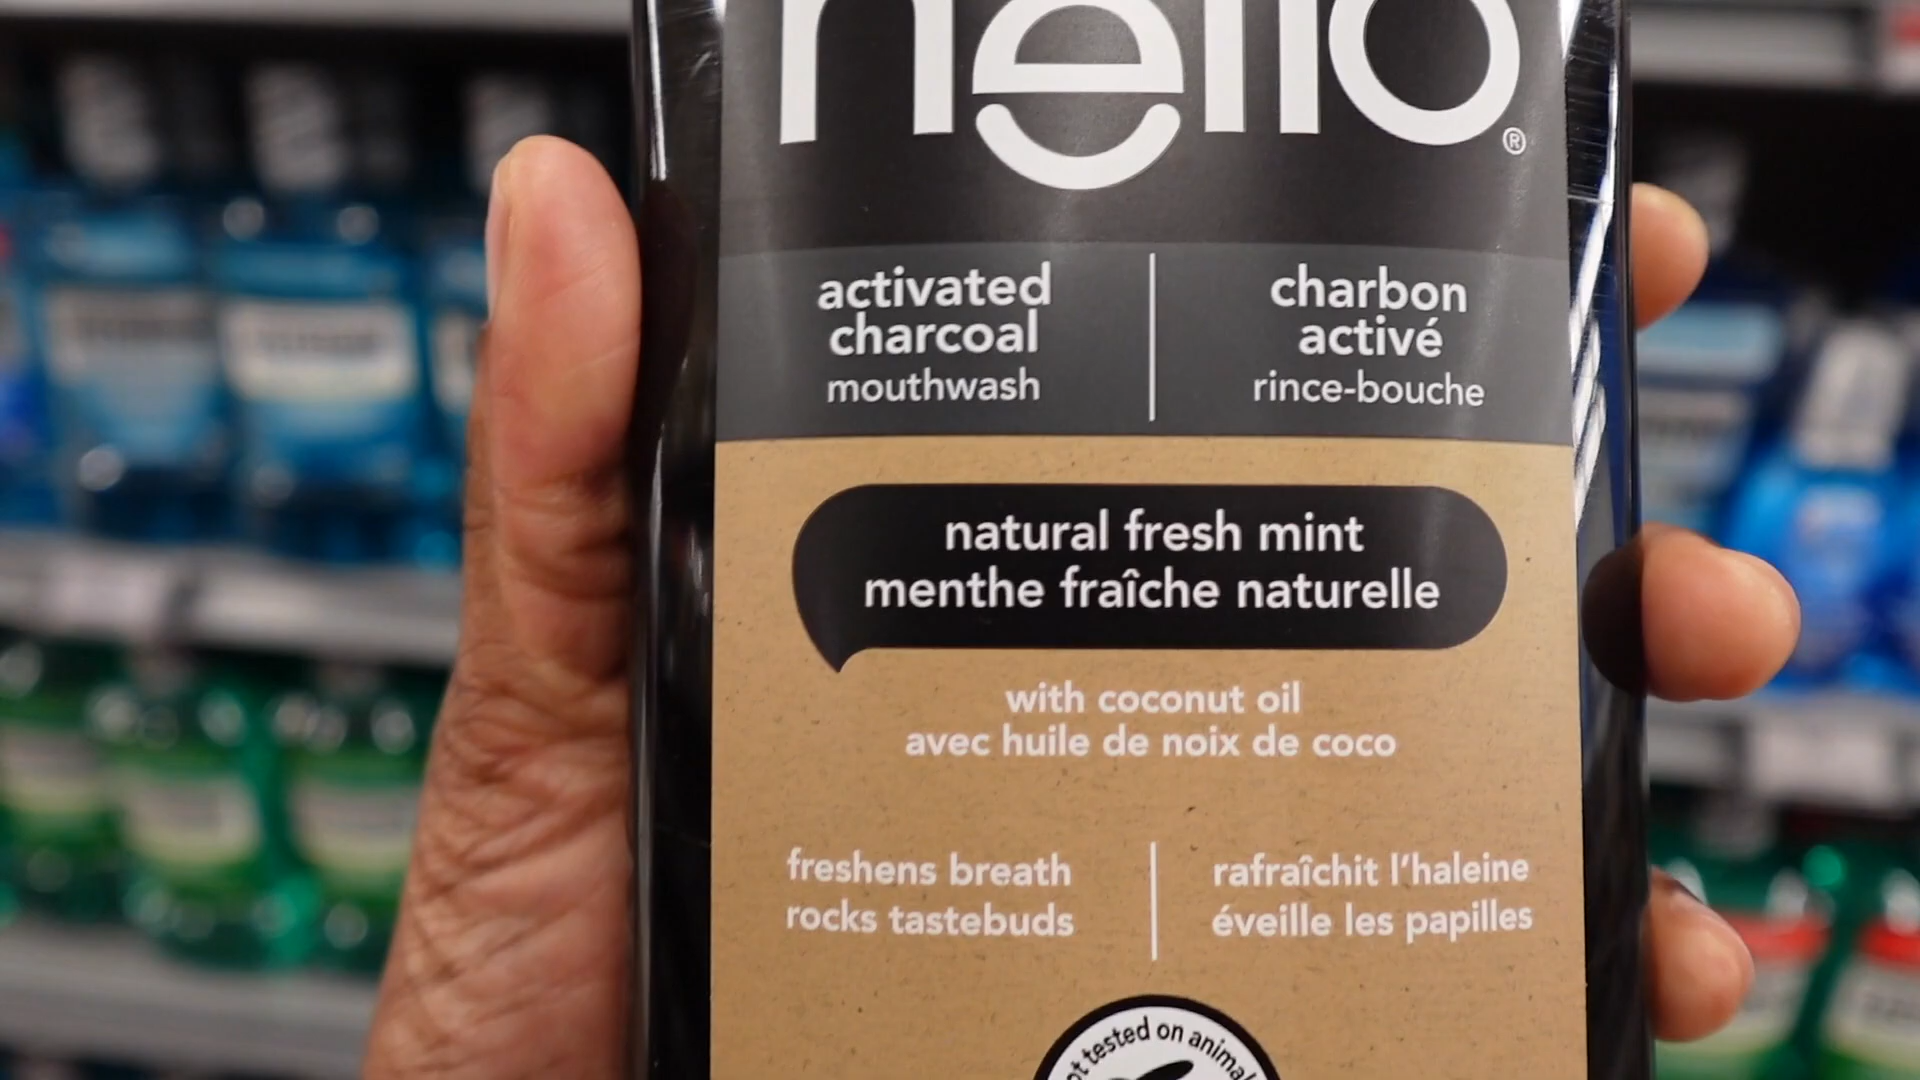 hello®
activated
charcoal
mouthwash
charbon
activé
rince-bouche
natural fresh mint
menthe fraîche naturelle
with coconut oil
avec huile de noix de coco
freshens breath
rocks tastebuds
rafraîchit l'haleine
éveille les papilles
tested on